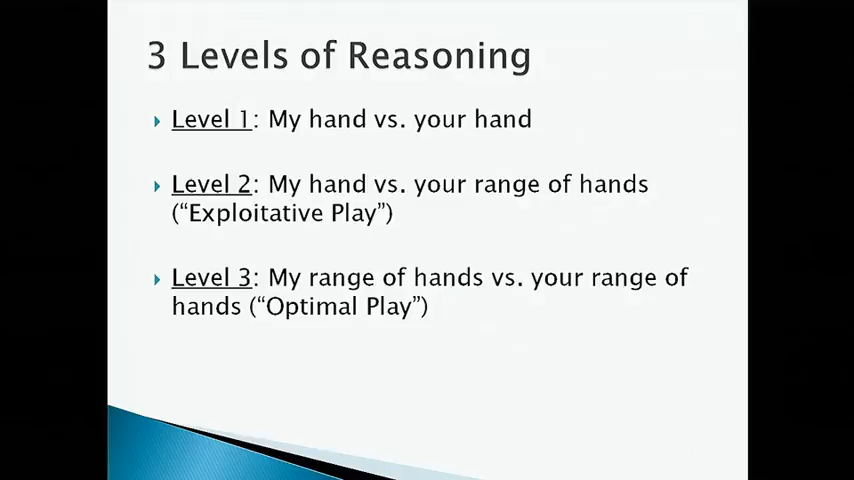 3 Levels of Reasoning
Level 1: My hand vs. your hand
Level 2: My hand vs. your range of hands
(“Exploitative Play”)
Level 3: My range of hands vs. your range of
hands (“Optimal Play”)